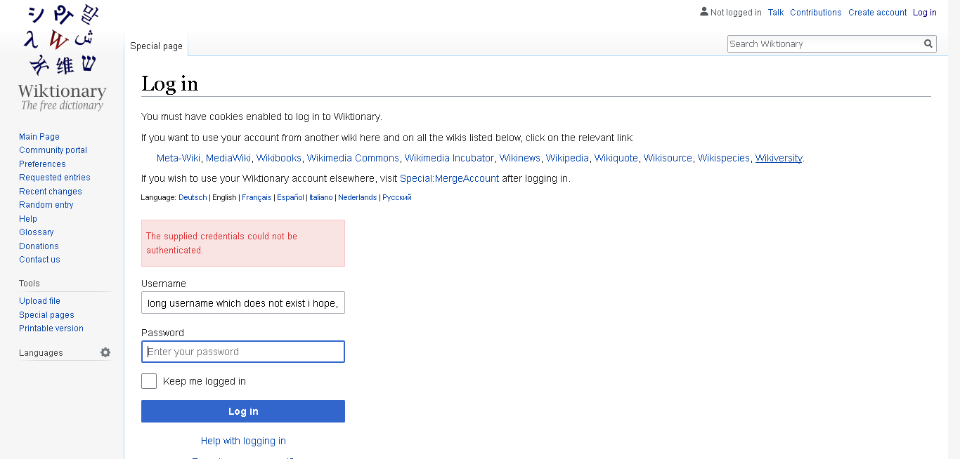 Not logged in Talk Contributions Create account Log in
Special page
Search Wiktionary
Wiktionary
The free dictionary
Main Page
Community portal
Preferences
Requested entries
Recent changes
Random entry
Help
Glossary
Donations
Contact us
Tools
Upload file
Special pages
Printable version
Languages
Log in
You must have cookies enabled to log in to Wiktionary.
If you want to use your account from another wiki here and on all the wikis listed below, click on the relevant link:
Meta-Wiki, MediaWiki, Wikibooks, Wikimedia Commons, Wikimedia Incubator, Wikinews, Wikipedia, Wikiquote, Wikisource, Wikispecies, Wikiversity.
If you wish to use your Wiktionary account elsewhere, visit Special:MergeAccount after logging in.
Language: Deutsch | English | Français | Español | Italiano | Nederlands | Русский
The supplied credentials could not be
authenticated.
Username
long username which does not exist i hope,
Password
Enter your password
Keep me logged in
Log in
Help with logging in